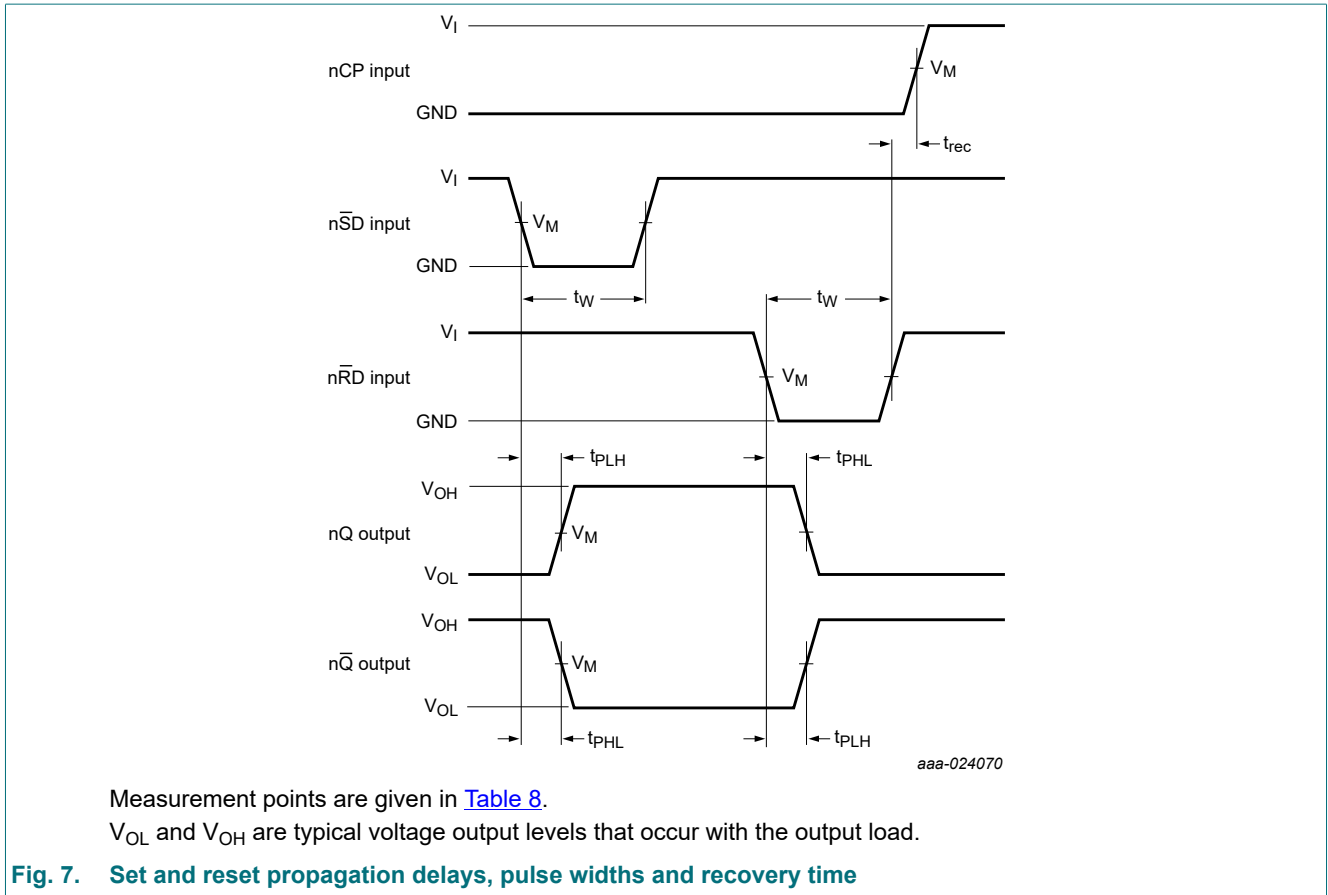 V_I
nCP input
V_M
GND
t_rec
V_I
nS̅D input
V_M
GND
t_W
t_W
V_I
nR̅D input
V_M
GND
t_PLH
t_PHL
V_OH
nQ output
V_M
V_OL
V_OH
nQ̅ output
V_M
V_OL
t_PHL
t_PLH
aaa-024070
Measurement points are given in Table 8.
V_OL and V_OH are typical voltage output levels that occur with the output load.
Fig. 7. Set and reset propagation delays, pulse widths and recovery time